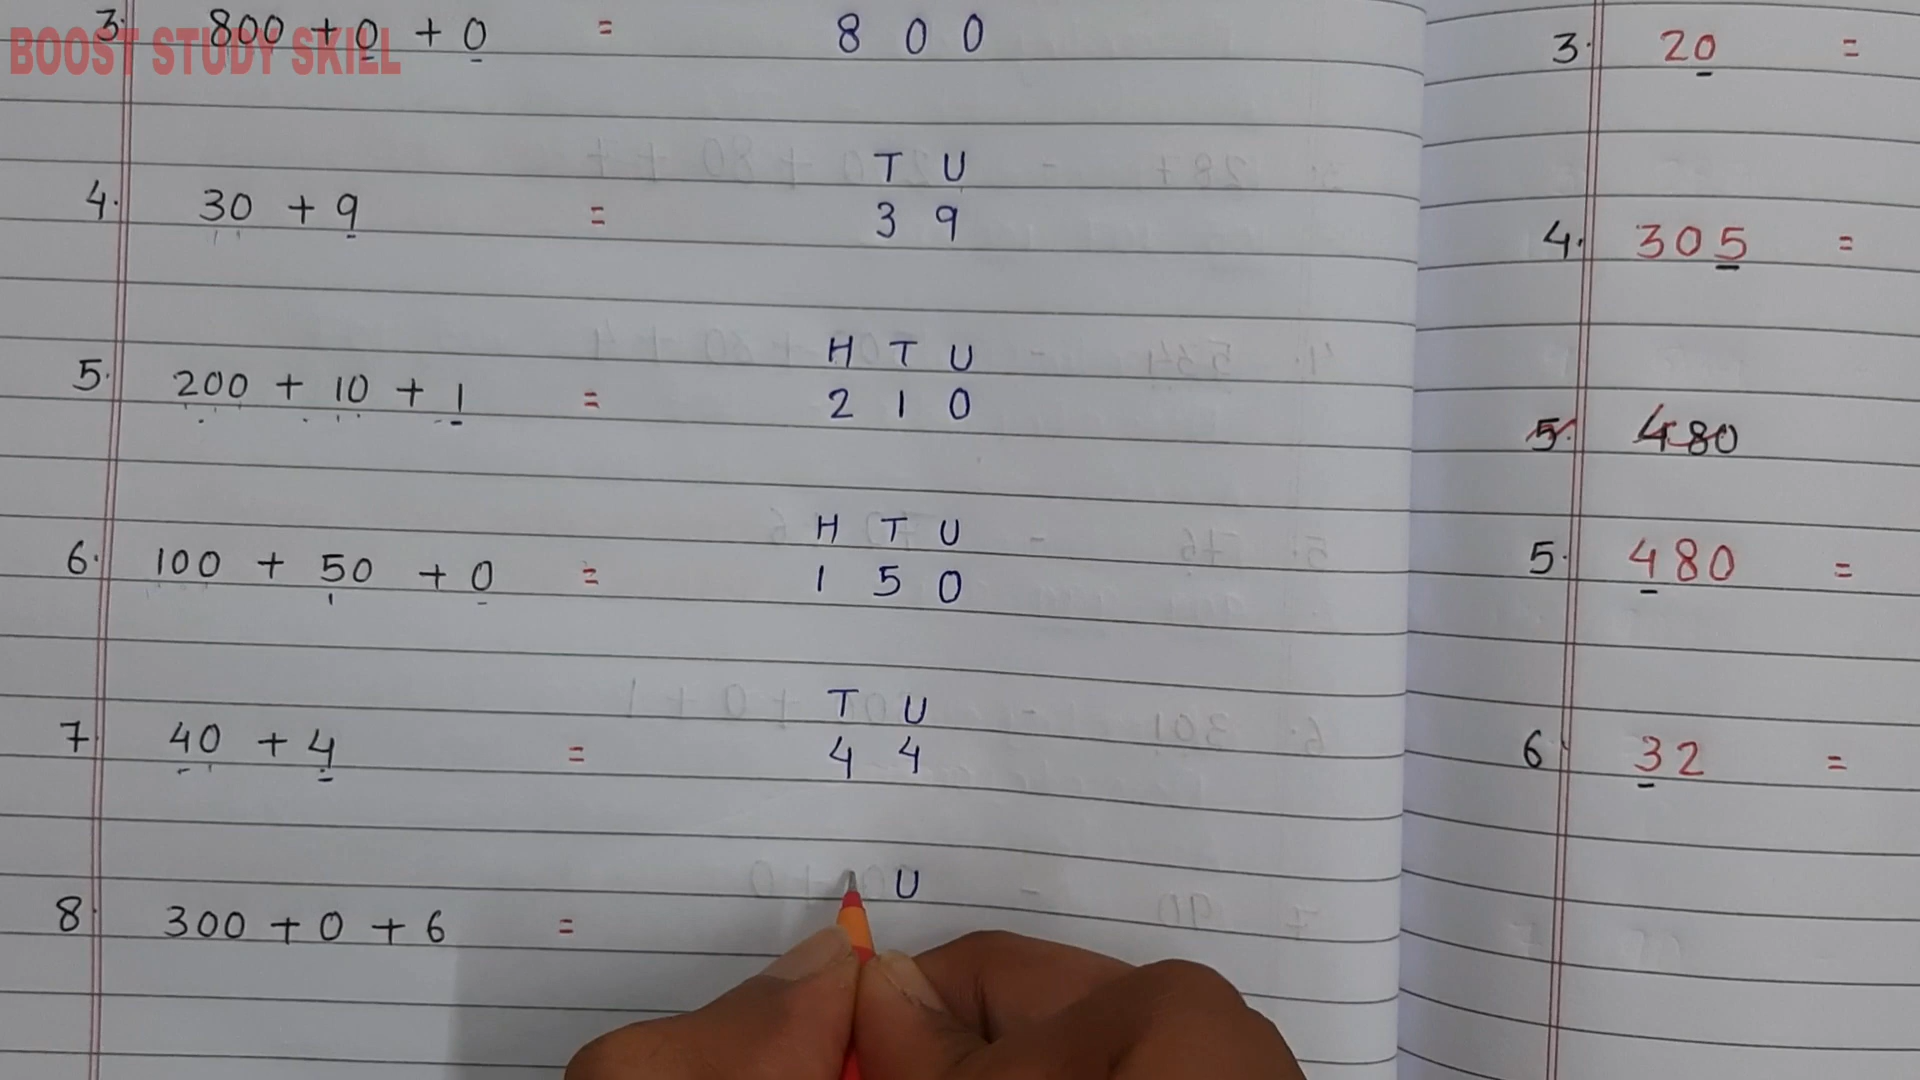 BOOST STUDY SKILL
3. 800 + 0 + 0 = 8 0 0
T U
4. 30 + 9 = 3 9
H T U
5. 200 + 10 + 1 = 2 1 0
H T U
6. 100 + 50 + 0 = 1 5 0
T U
7. 40 + 4 = 4 4
U
8. 300 + 0 + 6 =
3. 20 =
4. 305 =
5. 480
5. 480 =
6. 32 =